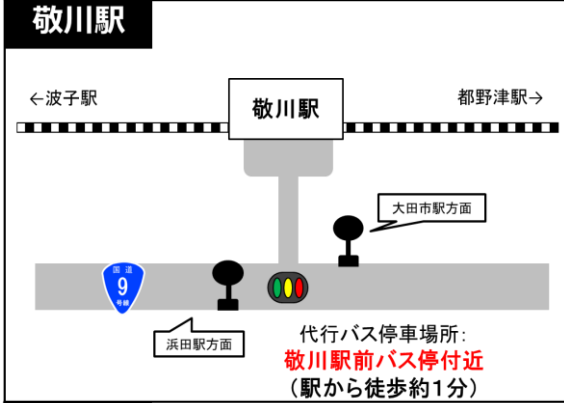 敬川駅
←波子駅
敬川駅
都野津駅→
大田市駅方面
国道
9
号線
浜田駅方面
代行バス停車場所:
敬川駅前バス停付近
(駅から徒歩約1分)